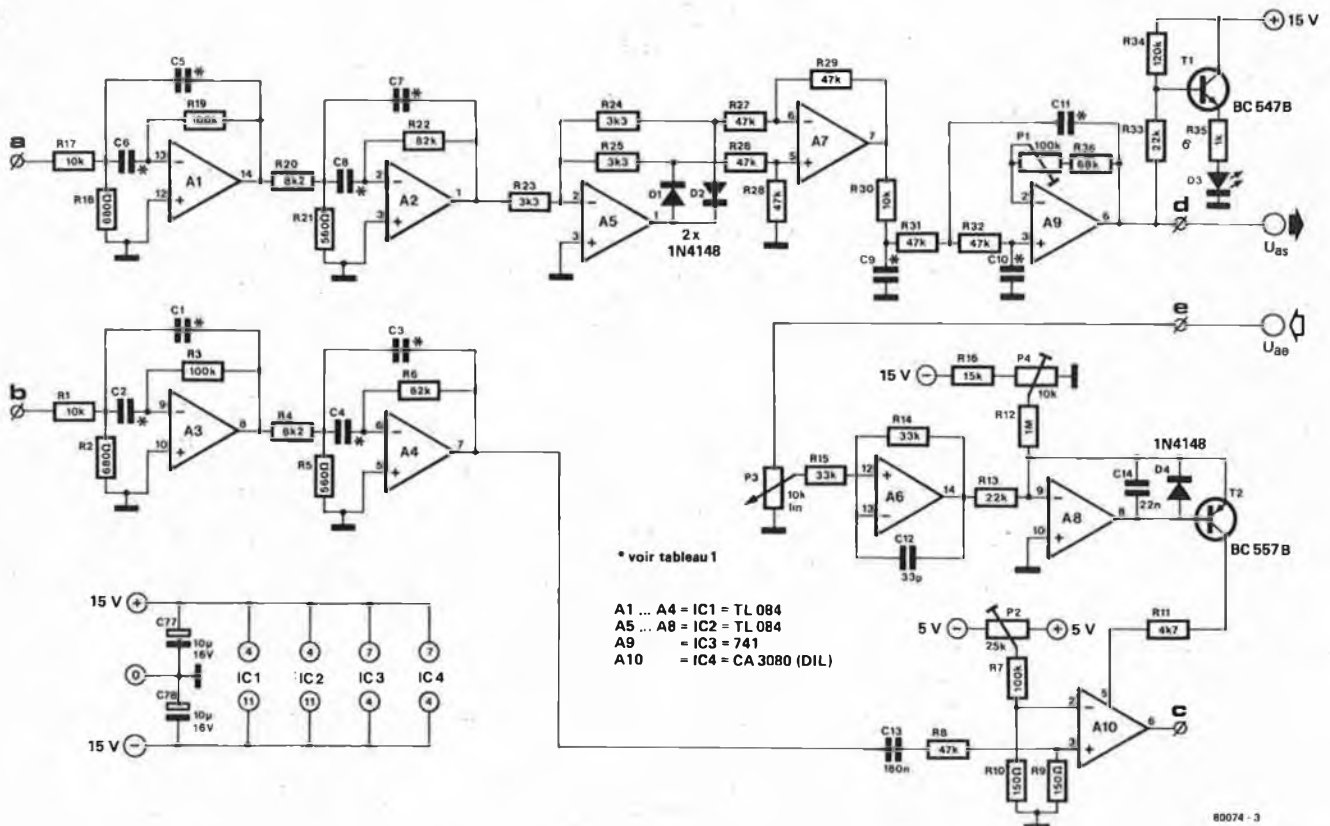 C5
*
R19
C6
*
a
R17
10k
R18
680Ω
13
12
A1
14
C7
*
R22
82k
R20
8k2
C8
*
R21
560Ω
2
3
A2
1
R23
3k3
R24
3k3
R25
3k3
2
3
A5
1
D1
D2
2x
1N4148
R27
47k
R26
47k
R28
47k
R29
47k
6
5
A7
7
R30
10k
C9
*
R31
47k
R32
47k
C10
*
C11
*
P1
100k
R36
68k
2
3
A9
6
R34
120k
R33
22k
T1
BC 547B
R35
6
1k
D3
15 V
d
Uas
e
Uae
C1
*
R3
100k
C2
*
b
R1
10k
R2
680Ω
9
10
A3
8
C3
*
R6
82k
R4
8k2
C4
*
R5
560Ω
6
5
A4
7
15 V
R16
15k
P4
10k
R12
1M
P3
10k
lin
R15
33k
R14
33k
12
13
A6
14
C12
33p
R13
22k
9
10
A8
8
C14
22n
1N4148
D4
T2
BC 557B
R11
4k7
5 V
P2
25k
5 V
R7
100k
C13
180n
R8
47k
R10
150Ω
R9
150Ω
2
3
5
A10
6
c
* voir tableau 1
A1 ... A4 = IC1 = TL 084
A5 ... A8 = IC2 = TL 084
A9 = IC3 = 741
A10 = IC4 = CA 3080 (DIL)
15 V +
C77
10µ
16V
0
C78
10µ
16V
15 V −
4
IC1
11
4
IC2
11
7
IC3
4
7
IC4
4
80074 - 3